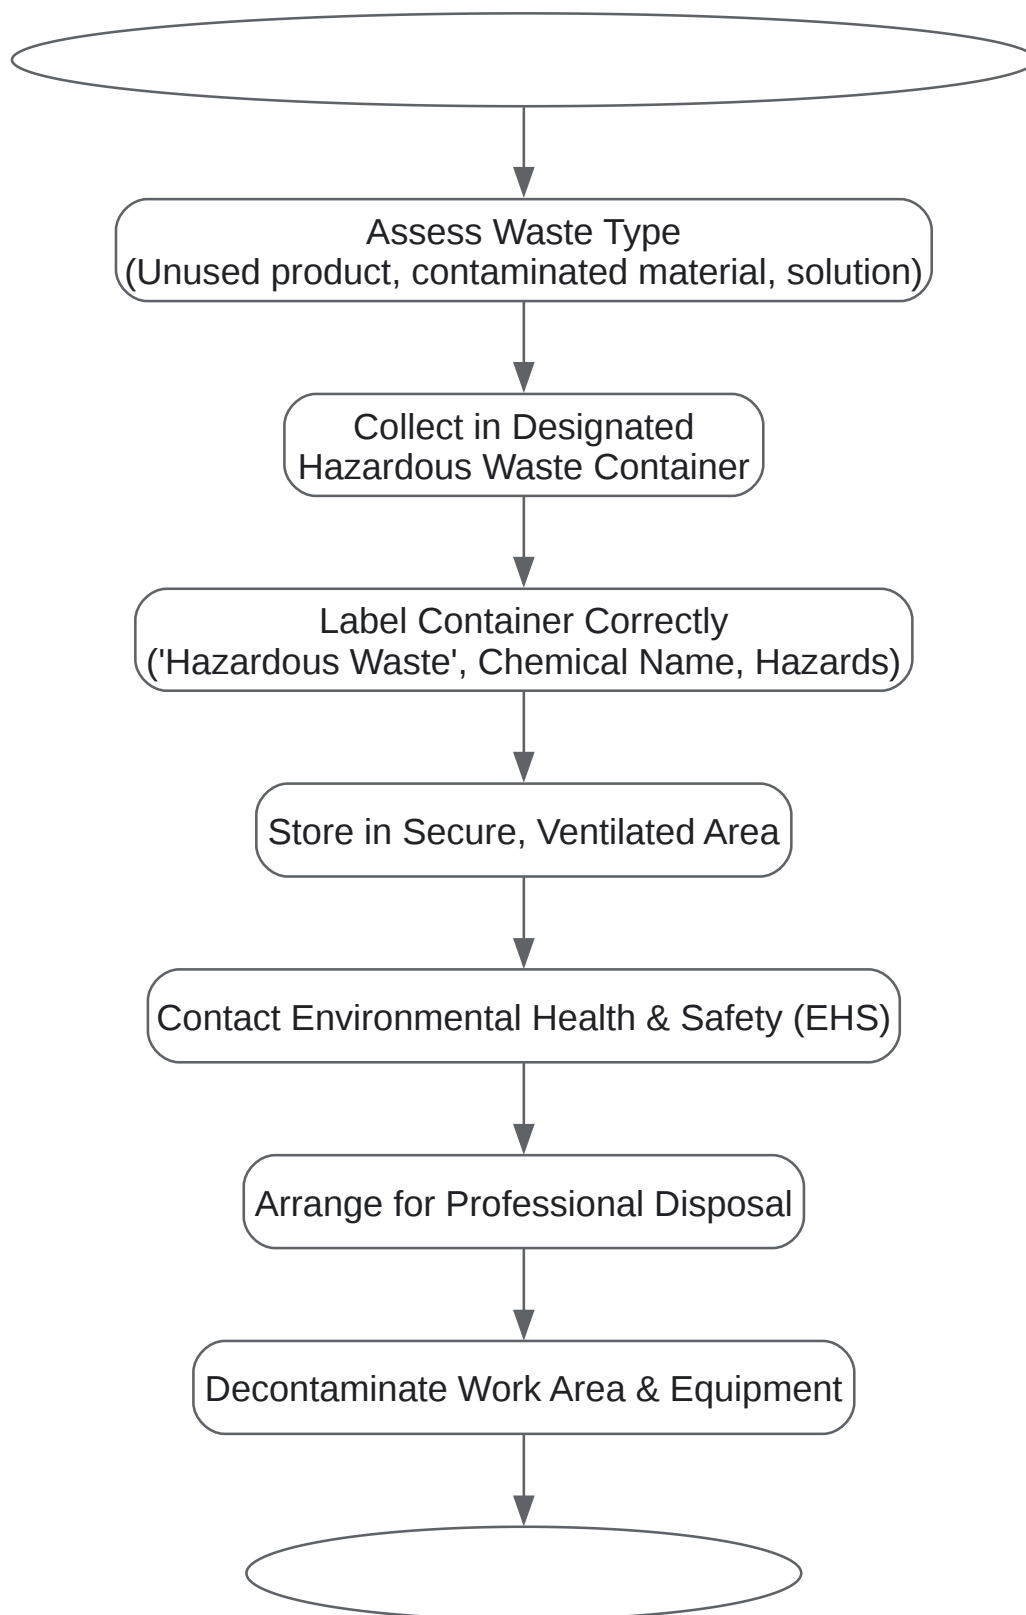 Assess Waste Type
(Unused product, contaminated material, solution)
Collect in Designated
Hazardous Waste Container
Label Container Correctly
('Hazardous Waste', Chemical Name, Hazards)
Store in Secure, Ventilated Area
Contact Environmental Health & Safety (EHS)
Arrange for Professional Disposal
Decontaminate Work Area & Equipment